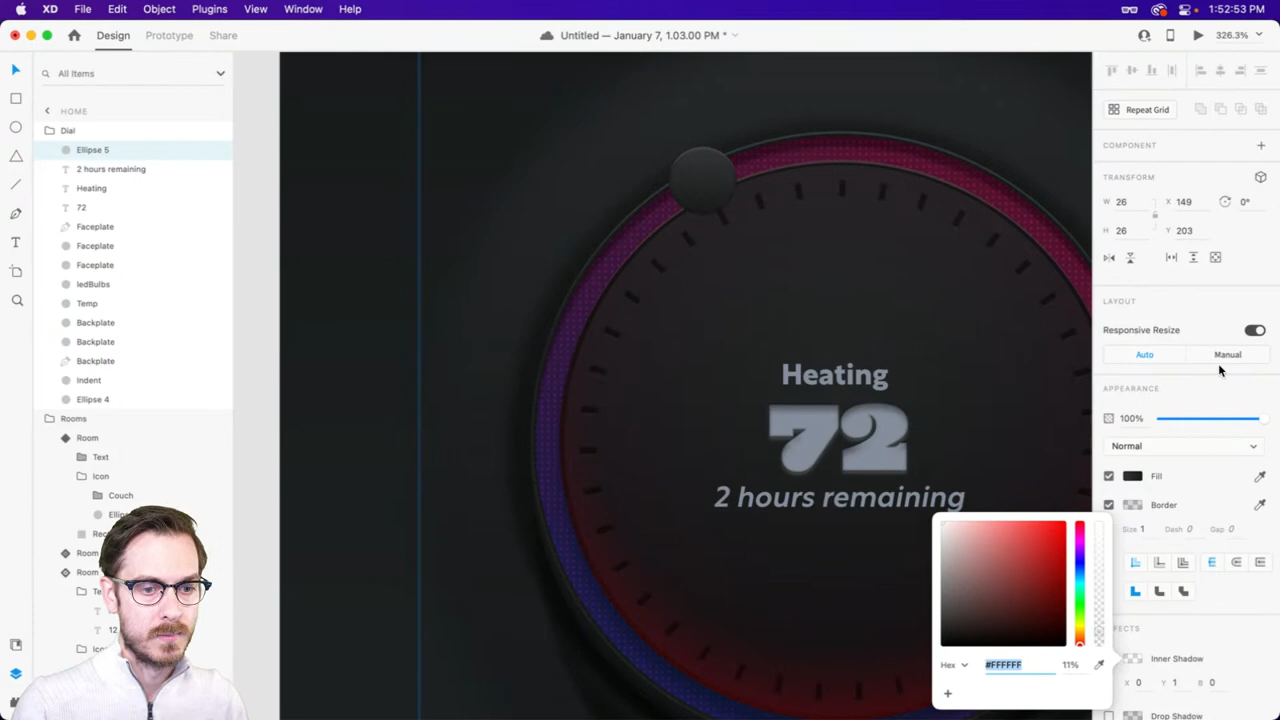 XD File Edit Object Plugins View Window Help 1:52:53 PM
Design Prototype Share Untitled — January 7, 1.03.00 PM * 326.3%
All Items
HOME
Dial
Ellipse 5
2 hours remaining
Heating
72
Faceplate
Faceplate
Faceplate
ledBulbs
Temp
Backplate
Backplate
Backplate
Indent
Ellipse 4
Rooms
Room
Text
Icon
Couch
Room
Room
12
Heating
72
2 hours remaining
Repeat Grid
COMPONENT
TRANSFORM
W 26 X 149 0°
H 26 Y 203
LAYOUT
Responsive Resize
Auto Manual
APPEARANCE
100%
Normal
Fill
Border
Size 1 Dash 0 Gap 0
Hex #FFFFFF 11%
Inner Shadow
X 0 Y 1 B 0
Drop Shadow